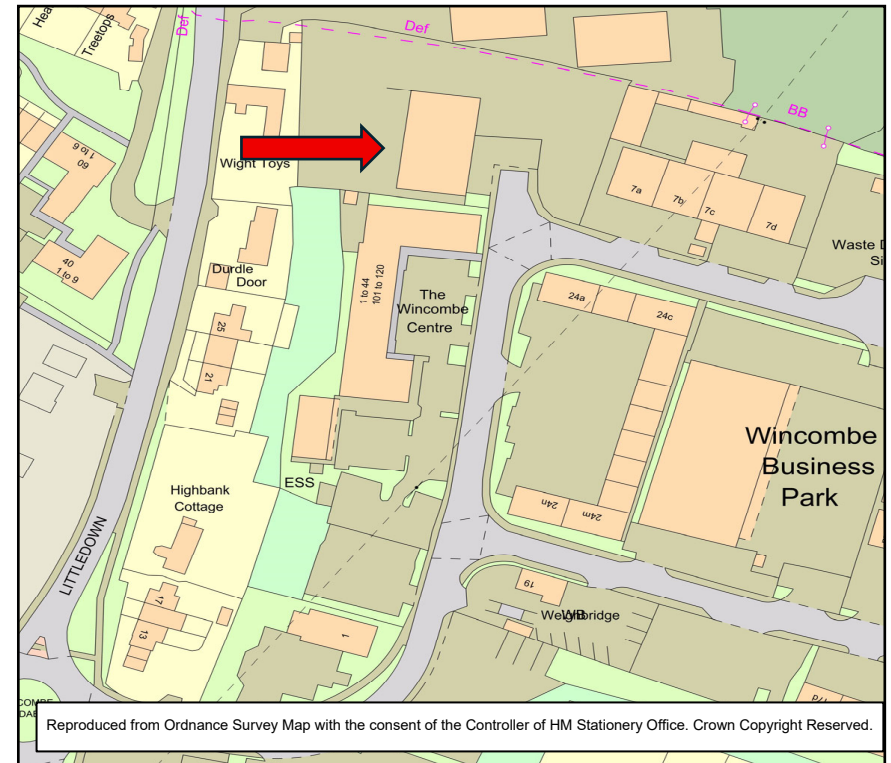 Def
Def
BB
Treetops
1 to 6
60
Wight Toys
40
1 to 9
Durdle
Door
25
21
1 to 44
101 to 120
The
Wincombe
Centre
7a
7b
7c
7d
24a
24c
Wincombe
Business
Park
ESS
Highbank
Cottage
24n
24m
LITTLEDOWN
17
13
1
19
Weighbridge
WB
17d
Reproduced from Ordnance Survey Map with the consent of the Controller of HM Stationery Office. Crown Copyright Reserved.